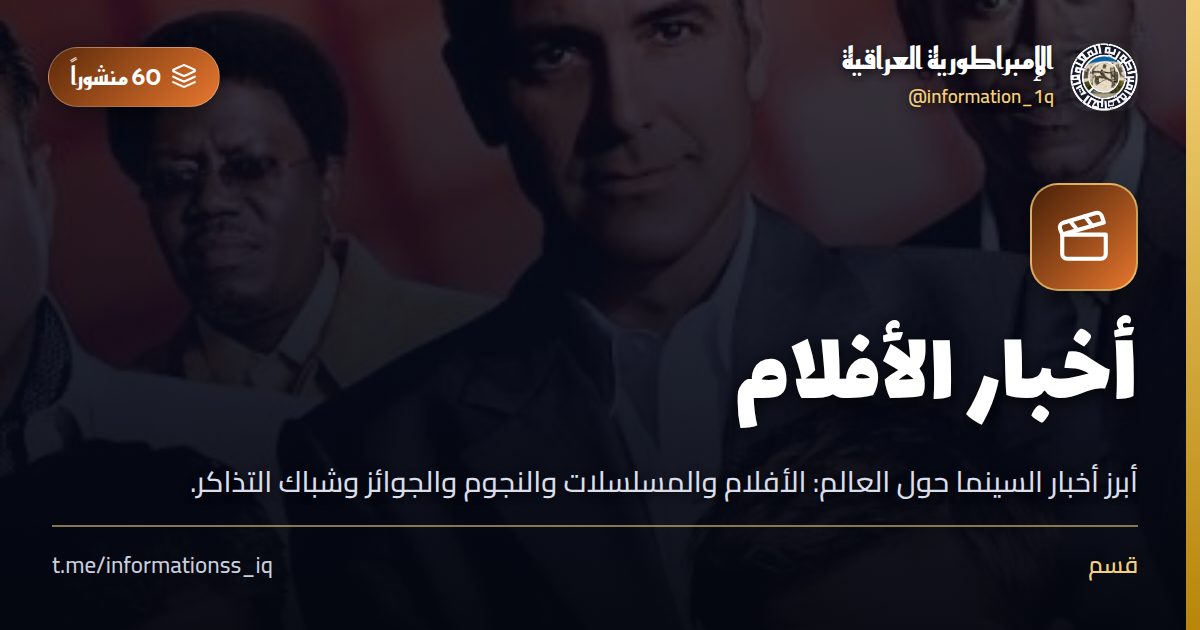 الإمبراطورية العراقية
@information_1q
60 منشوراً
أخبار الأفلام
أبرز أخبار السينما حول العالم: الأفلام والمسلسلات والنجوم والجوائز وشباك التذاكر.
قسم
t.me/informationss_iq